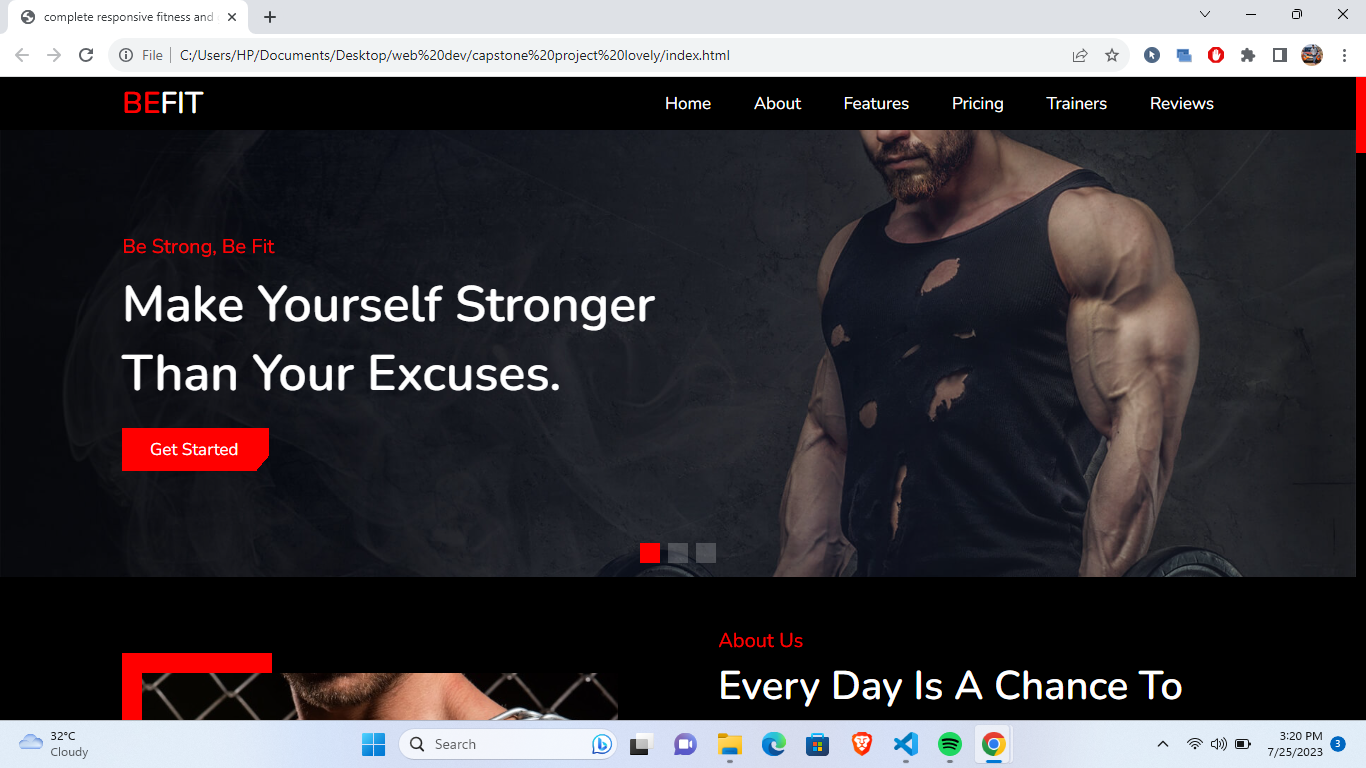 complete responsive fitness and
File
C:/Users/HP/Documents/Desktop/web%20dev/capstone%20project%20lovely/index.html
BEFIT
Home
About
Features
Pricing
Trainers
Reviews
Be Strong, Be Fit
Make Yourself Stronger
Than Your Excuses.
Get Started
About Us
Every Day Is A Chance To
32°C
Cloudy
Search
3:20 PM
7/25/2023
3